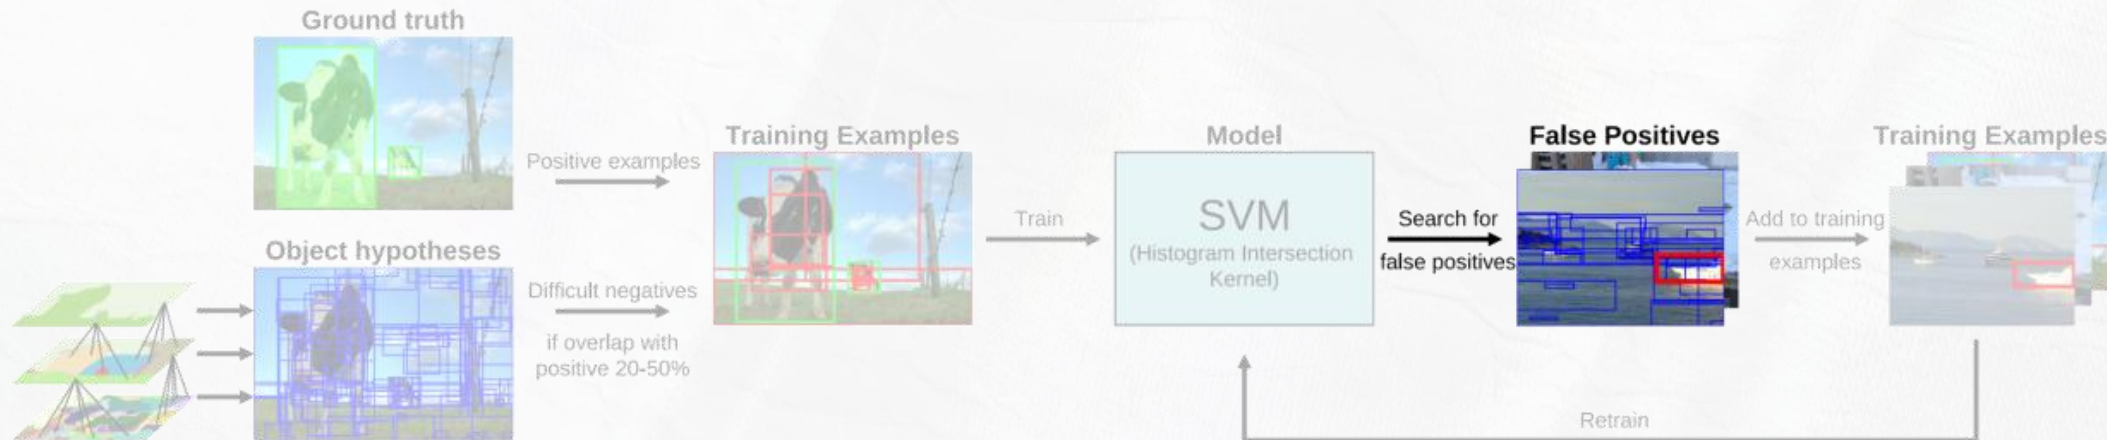 Ground truth
Positive examples
Object hypotheses
Difficult negatives
if overlap with
positive 20-50%
Training Examples
Train
Model
SVM
(Histogram Intersection
Kernel)
Search for
false positives
False Positives
Add to training
examples
Training Examples
Retrain